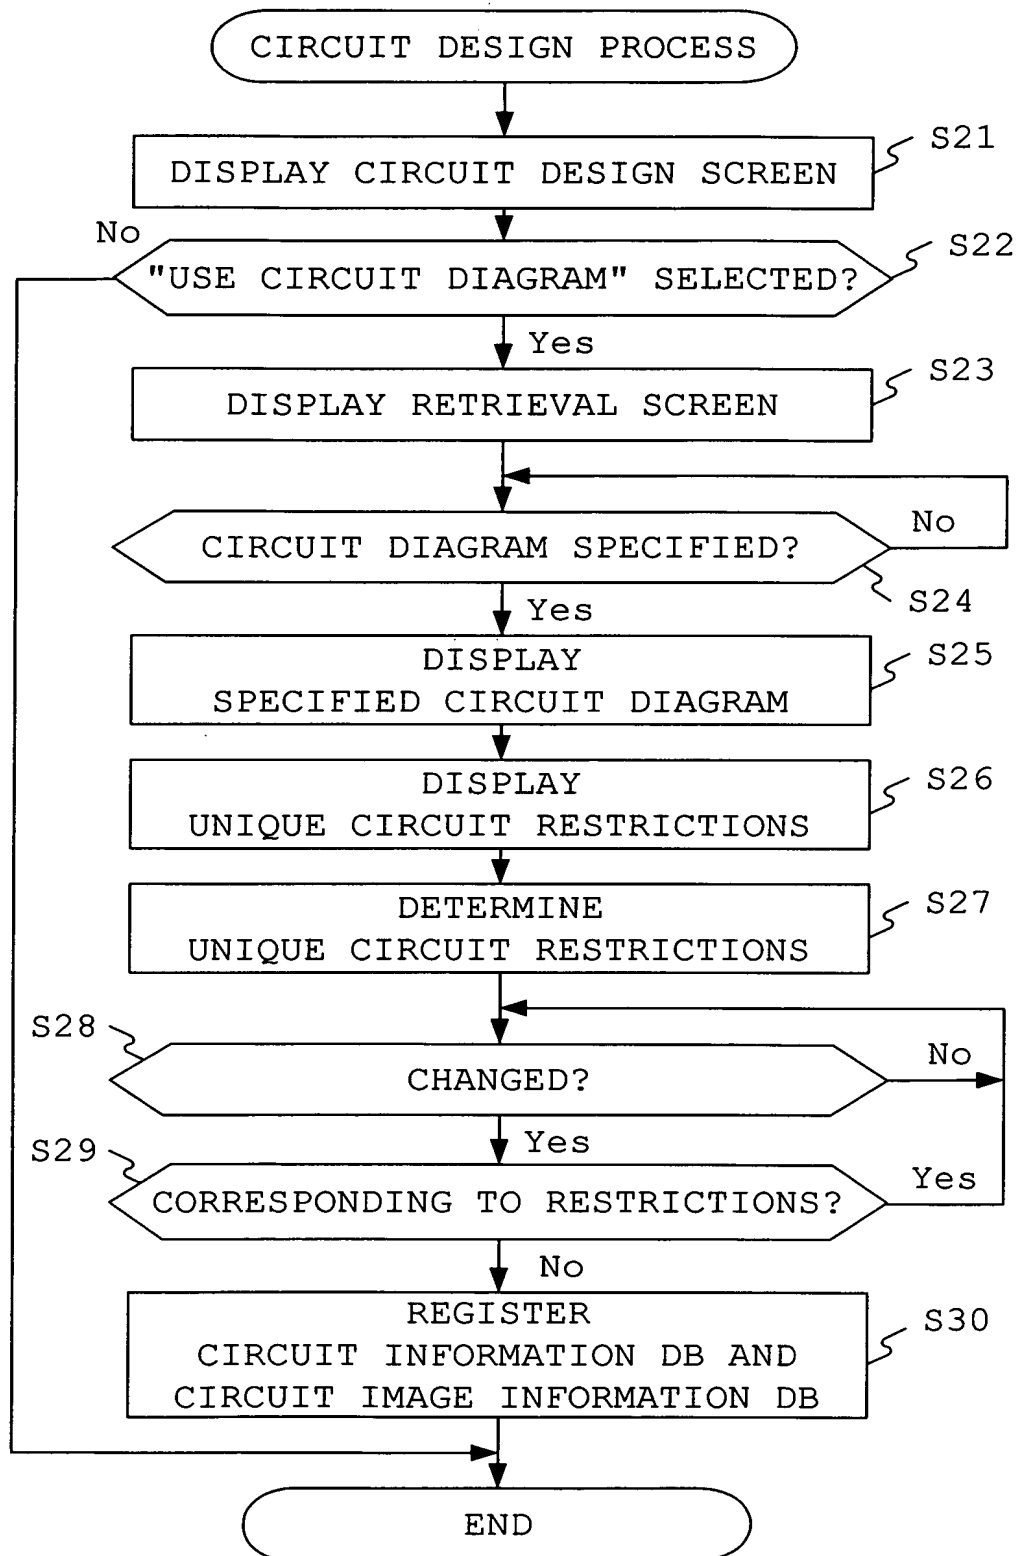 CIRCUIT DESIGN PROCESS
S21
DISPLAY CIRCUIT DESIGN SCREEN
No
S22
"USE CIRCUIT DIAGRAM" SELECTED?
Yes
S23
DISPLAY RETRIEVAL SCREEN
No
CIRCUIT DIAGRAM SPECIFIED?
S24
Yes
DISPLAY
SPECIFIED CIRCUIT DIAGRAM
S25
DISPLAY
UNIQUE CIRCUIT RESTRICTIONS
S26
DETERMINE
UNIQUE CIRCUIT RESTRICTIONS
S27
S28
CHANGED?
No
Yes
S29
CORRESPONDING TO RESTRICTIONS?
Yes
No
REGISTER
CIRCUIT INFORMATION DB AND
CIRCUIT IMAGE INFORMATION DB
S30
END